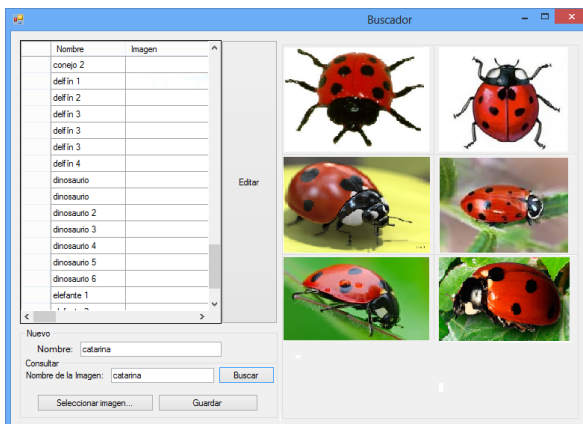 Buscador
Nombre Imagen
conejo 2
delfín 1
delfín 2
delfín 3
delfín 3
delfín 3
delfín 4
dinosaurio
dinosaurio
dinosaurio 2
dinosaurio 3
dinosaurio 4
dinosaurio 5
dinosaurio 6
elefante 1
Editar
Nuevo
Nombre: catarina
Consultar
Nombre de la Imagen: catarina Buscar
Seleccionar imagen... Guardar